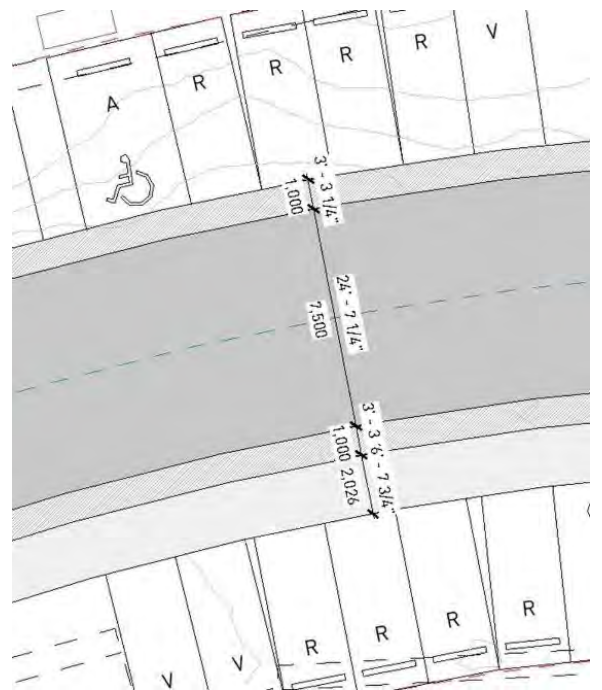 A
R
R
R
R
V
3' - 3 1/4"
1,000
24' - 7 1/4"
7,500
3' - 3
6' - 7 3/4"
1,000
2,026
V
V
R
R
R
R